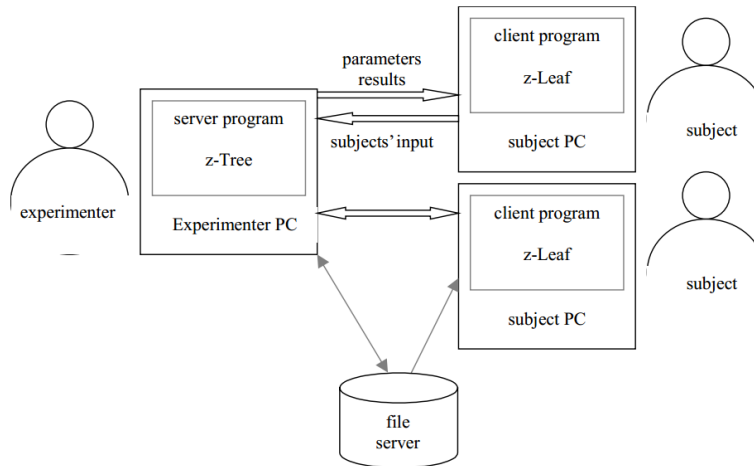 client program
z-Leaf
subject PC
subject
parameters
results
subjects' input
server program
z-Tree
Experimenter PC
experimenter
client program
z-Leaf
subject PC
subject
file
server